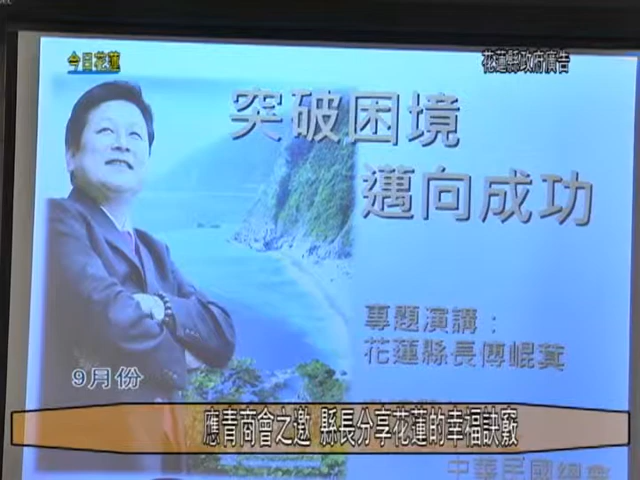 今日花蓮
花蓮縣政府廣告
突破困境
邁向成功
專題演講：
花蓮縣長傅崐萁
9月份
應青商會之邀 縣長分享花蓮的幸福訣竅
中華民國總會